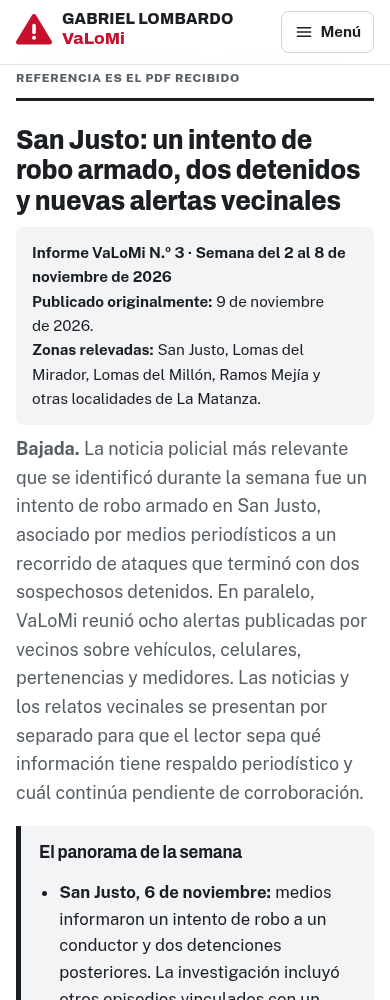 GABRIEL LOMBARDO
VaLoMi
Menú
REFERENCIA ES EL PDF RECIBIDO
San Justo: un intento de
robo armado, dos detenidos
y nuevas alertas vecinales
Informe VaLoMi N.º 3 · Semana del 2 al 8 de
noviembre de 2026
Publicado originalmente: 9 de noviembre
de 2026.
Zonas relevadas: San Justo, Lomas del
Mirador, Lomas del Millón, Ramos Mejía y
otras localidades de La Matanza.
Bajada. La noticia policial más relevante
que se identificó durante la semana fue un
intento de robo armado en San Justo,
asociado por medios periodísticos a un
recorrido de ataques que terminó con dos
sospechosos detenidos. En paralelo,
VaLoMi reunió ocho alertas publicadas por
vecinos sobre vehículos, celulares,
pertenencias y medidores. Las noticias y
los relatos vecinales se presentan por
separado para que el lector sepa qué
información tiene respaldo periodístico y
cuál continúa pendiente de corroboración.
El panorama de la semana
• San Justo, 6 de noviembre: medios
informaron un intento de robo a un
conductor y dos detenciones
posteriores. La investigación incluyó
otros episodios vinculados con un